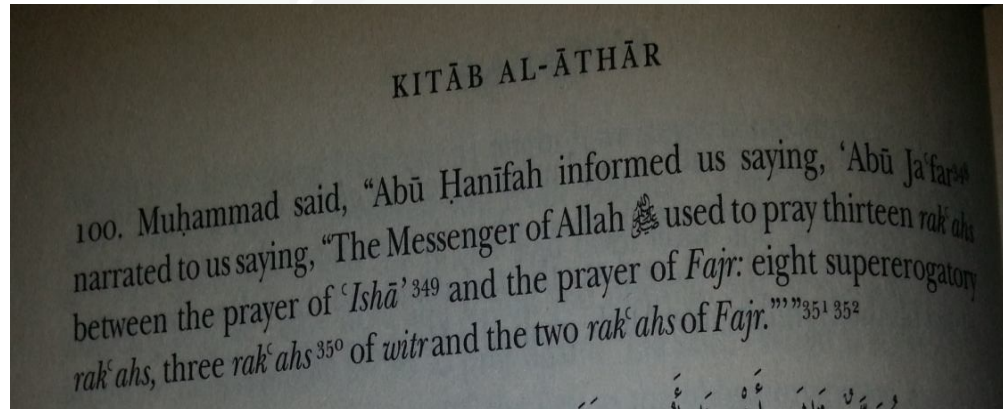 KITĀB AL-ĀTHĀR
100. Muḥammad said, “Abū Ḥanīfah informed us saying, ‘Abū Jaʿfar³⁴⁸
narrated to us saying, “The Messenger of Allah ﷺ used to pray thirteen rakʿahs
between the prayer of ʿIshā’ ³⁴⁹ and the prayer of Fajr: eight supererogatory
rakʿahs, three rakʿahs ³⁵⁰ of witr and the two rakʿahs of Fajr.”’”³⁵¹ ³⁵²